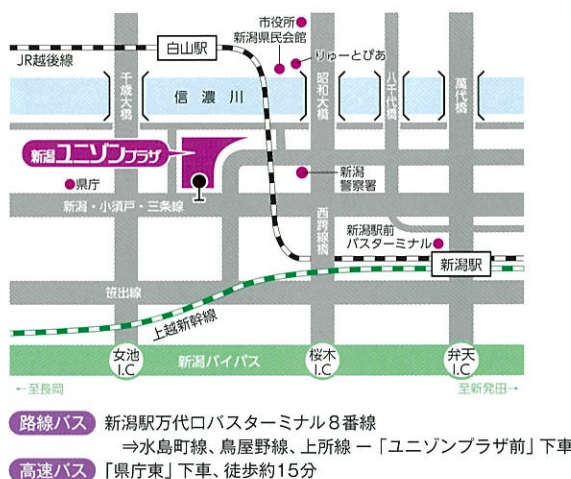 市役所
新潟県民会館
りゅーとぴあ
白山駅
JR越後線
千歳大橋
信濃川
昭和大橋
八千代橋
萬代橋
新潟ユニゾンプラザ
県庁
新潟
警察署
新潟・小須戸・三条線
西跨線橋
新潟駅前
バスターミナル
新潟駅
笹出線
上越新幹線
女池
I.C
新潟バイパス
桜木
I.C
弁天
I.C
←至長岡
至新発田→
路線バス 新潟駅万代口バスターミナル8番線
⇒水島町線、鳥屋野線、上所線 ー「ユニゾンプラザ前」下車
高速バス 「県庁東」下車、徒歩約15分